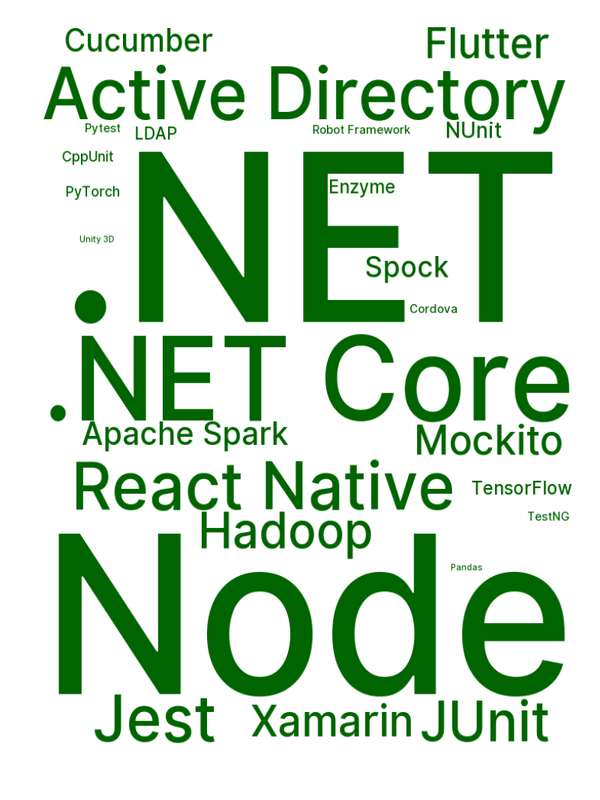 Cucumber
Flutter
Active Directory
Pytest
LDAP
Robot Framework
NUnit
CppUnit
PyTorch
Enzyme
.NET
Unity 3D
Spock
Cordova
.NET Core
Apache Spark
Mockito
React Native
TensorFlow
TestNG
Hadoop
Pandas
Node
Jest
Xamarin
JUnit